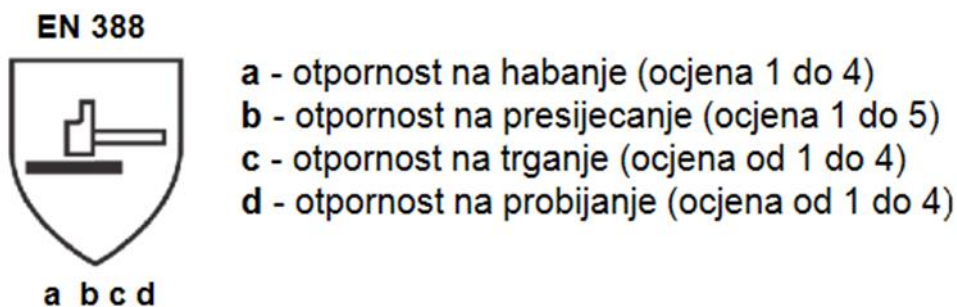 EN 388
a - otpornost na habanje (ocjena 1 do 4)
b - otpornost na presijecanje (ocjena 1 do 5)
c - otpornost na trganje (ocjena od 1 do 4)
d - otpornost na probijanje (ocjena od 1 do 4)
a b c d